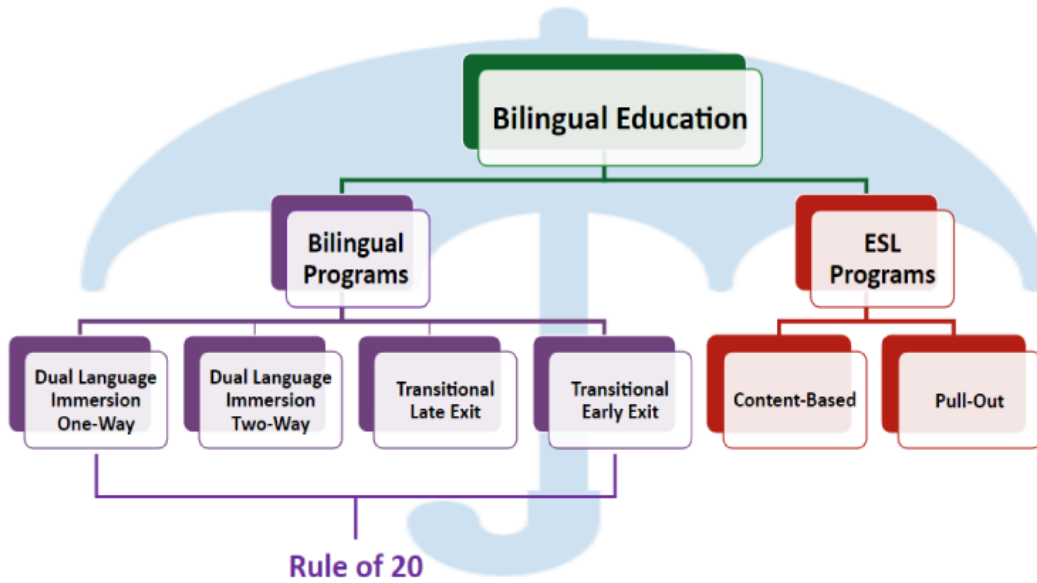 Bilingual Education
Bilingual
Programs
ESL
Programs
Dual Language
Immersion
One-Way
Dual Language
Immersion
Two-Way
Transitional
Late Exit
Transitional
Early Exit
Content-Based
Pull-Out
Rule of 20